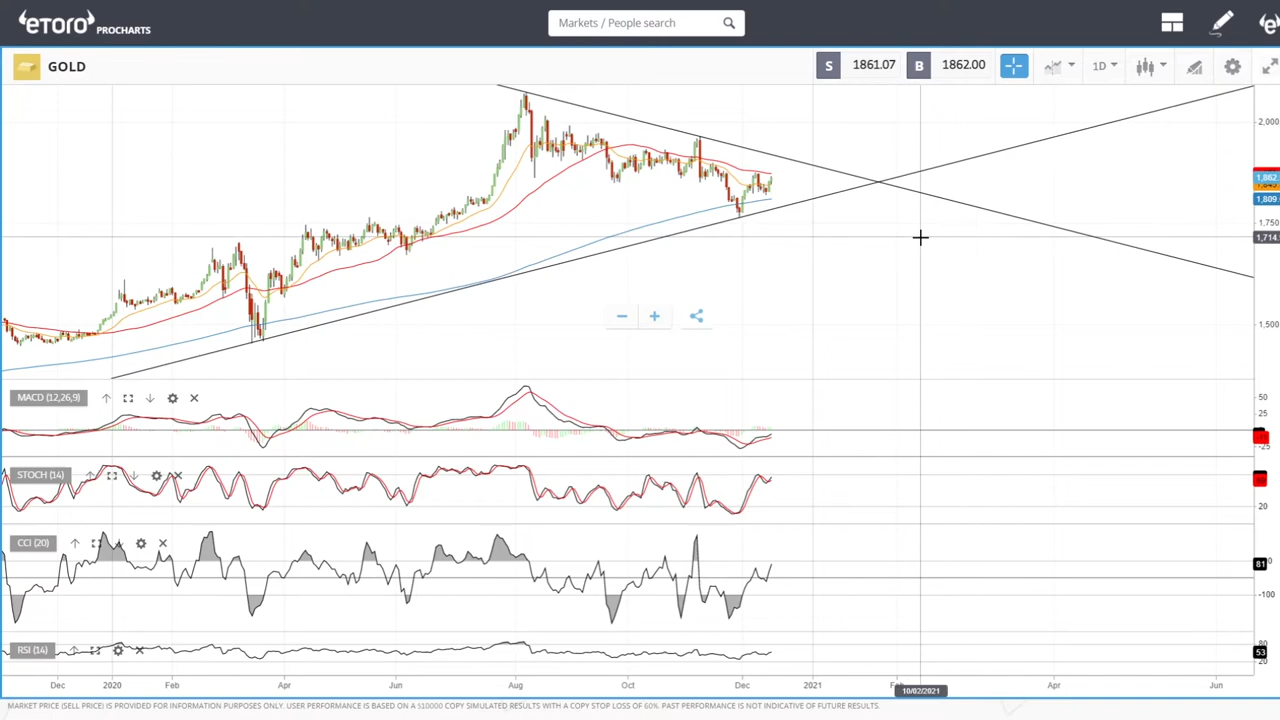 etoro PROCHARTS
Markets / People search
GOLD
S 1861.07 B 1862.00
1D
2,000
1,862.
1,809.
1,750
1,714.
1,500
MACD (12,26,9)
50
25
-25
STOCH (14)
20
CCI (20)
81
-100
RSI (14)
80
53
20
Dec 2020 Feb Apr Jun Aug Oct Dec 2021 Apr Jun
10/02/2021
MARKET PRICE (SELL PRICE) IS PROVIDED FOR INFORMATION PURPOSES ONLY. USER PERFORMANCE IS BASED ON A $10000 COPY SIMULATED RESULTS WITH A COPY STOP LOSS OF 60%. PAST PERFORMANCE IS NOT INDICATIVE OF FUTURE RESULTS.